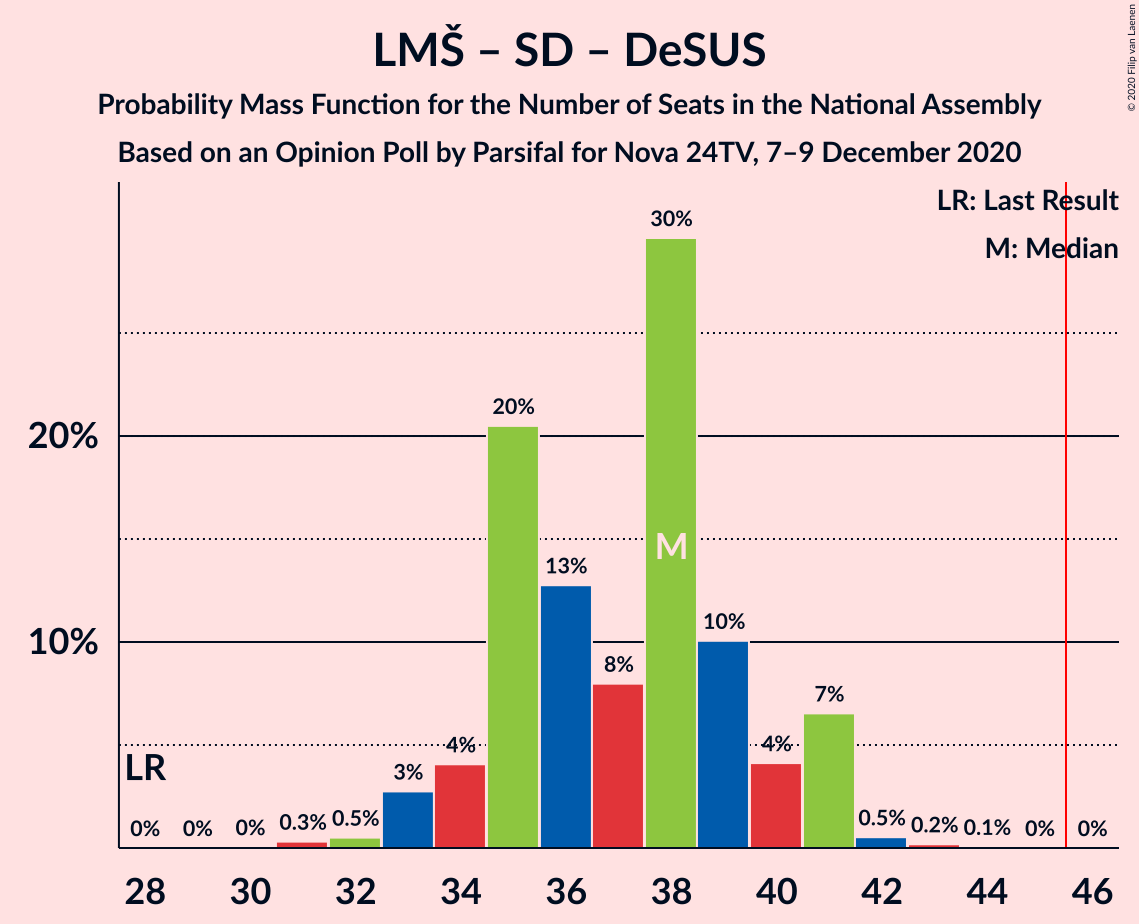 LMŠ – SD – DeSUS
Probability Mass Function for the Number of Seats in the National Assembly
Based on an Opinion Poll by Parsifal for Nova 24TV, 7–9 December 2020
© 2020 Filip van Laenen
LR: Last Result
M: Median
30%
20%
20%
M
13%
10%
10%
8%
7%
4%
4%
LR
3%
0% 0% 0% 0.3% 0.5% 0.5% 0.2% 0.1% 0% 0%
28 30 32 34 36 38 40 42 44 46